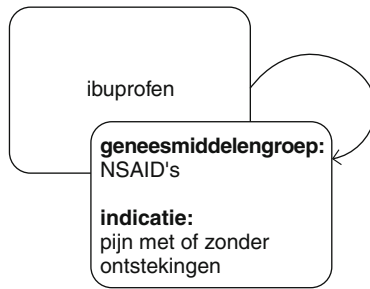 ibuprofen
geneesmiddelengroep:
NSAID's
indicatie:
pijn met of zonder
ontstekingen